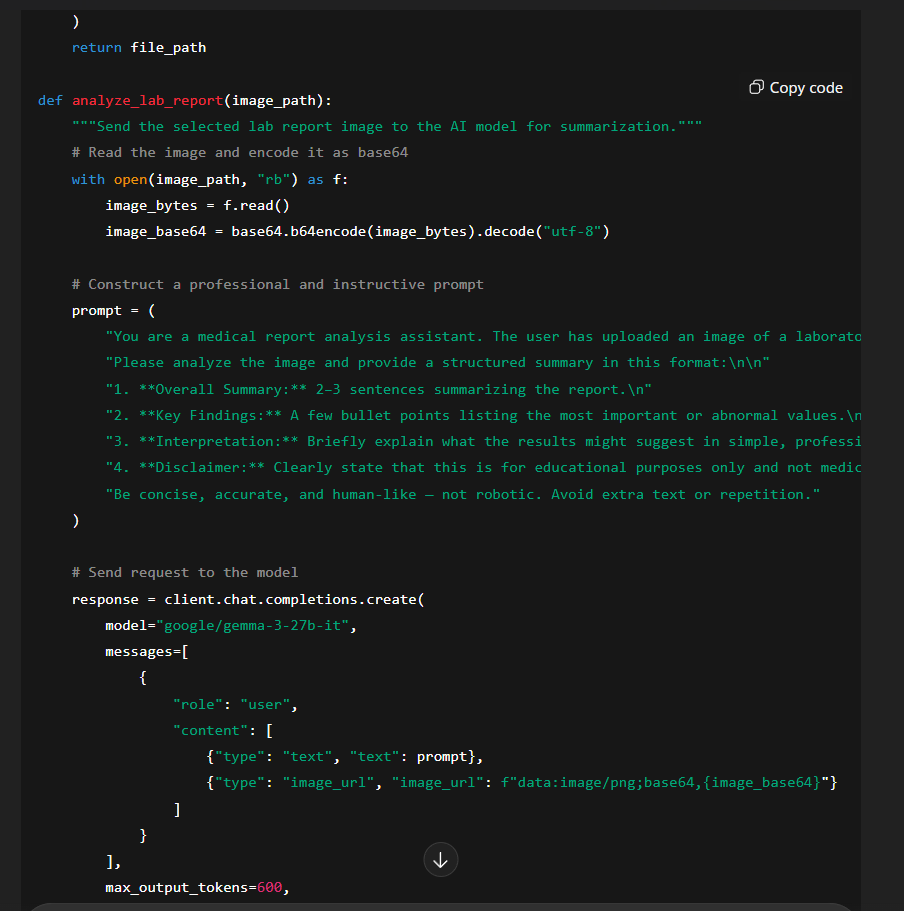 )
    return file_path

def analyze_lab_report(image_path):
Copy code
    """Send the selected lab report image to the AI model for summarization."""
    # Read the image and encode it as base64
    with open(image_path, "rb") as f:
        image_bytes = f.read()
        image_base64 = base64.b64encode(image_bytes).decode("utf-8")

    # Construct a professional and instructive prompt
    prompt = (
        "You are a medical report analysis assistant. The user has uploaded an image of a laborato
        "Please analyze the image and provide a structured summary in this format:\n\n"
        "1. **Overall Summary:** 2–3 sentences summarizing the report.\n"
        "2. **Key Findings:** A few bullet points listing the most important or abnormal values.\n
        "3. **Interpretation:** Briefly explain what the results might suggest in simple, professi
        "4. **Disclaimer:** Clearly state that this is for educational purposes only and not medic
        "Be concise, accurate, and human-like — not robotic. Avoid extra text or repetition."
    )

    # Send request to the model
    response = client.chat.completions.create(
        model="google/gemma-3-27b-it",
        messages=[
            {
                "role": "user",
                "content": [
                    {"type": "text", "text": prompt},
                    {"type": "image_url", "image_url": f"data:image/png;base64,{image_base64}"}
                ]
            }
        ],
        max_output_tokens=600,